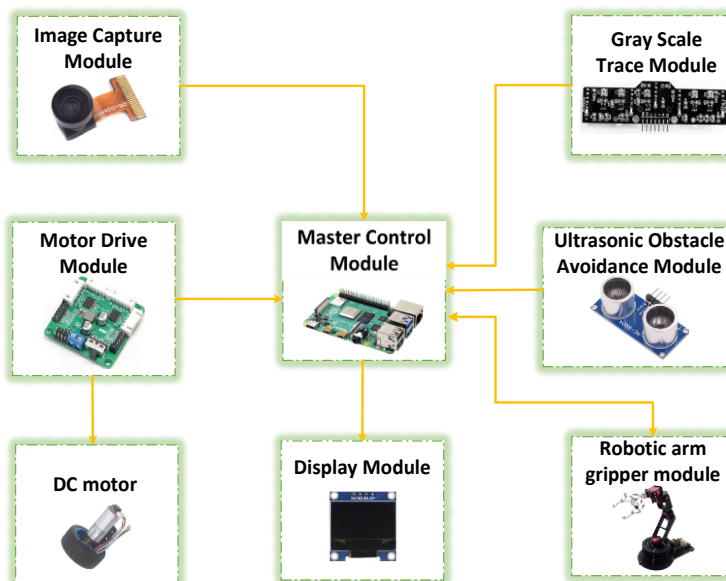 Image Capture
Module
Gray Scale
Trace Module
Motor Drive
Module
Master Control
Module
Ultrasonic Obstacle
Avoidance Module
DC motor
Display Module
Robotic arm
gripper module